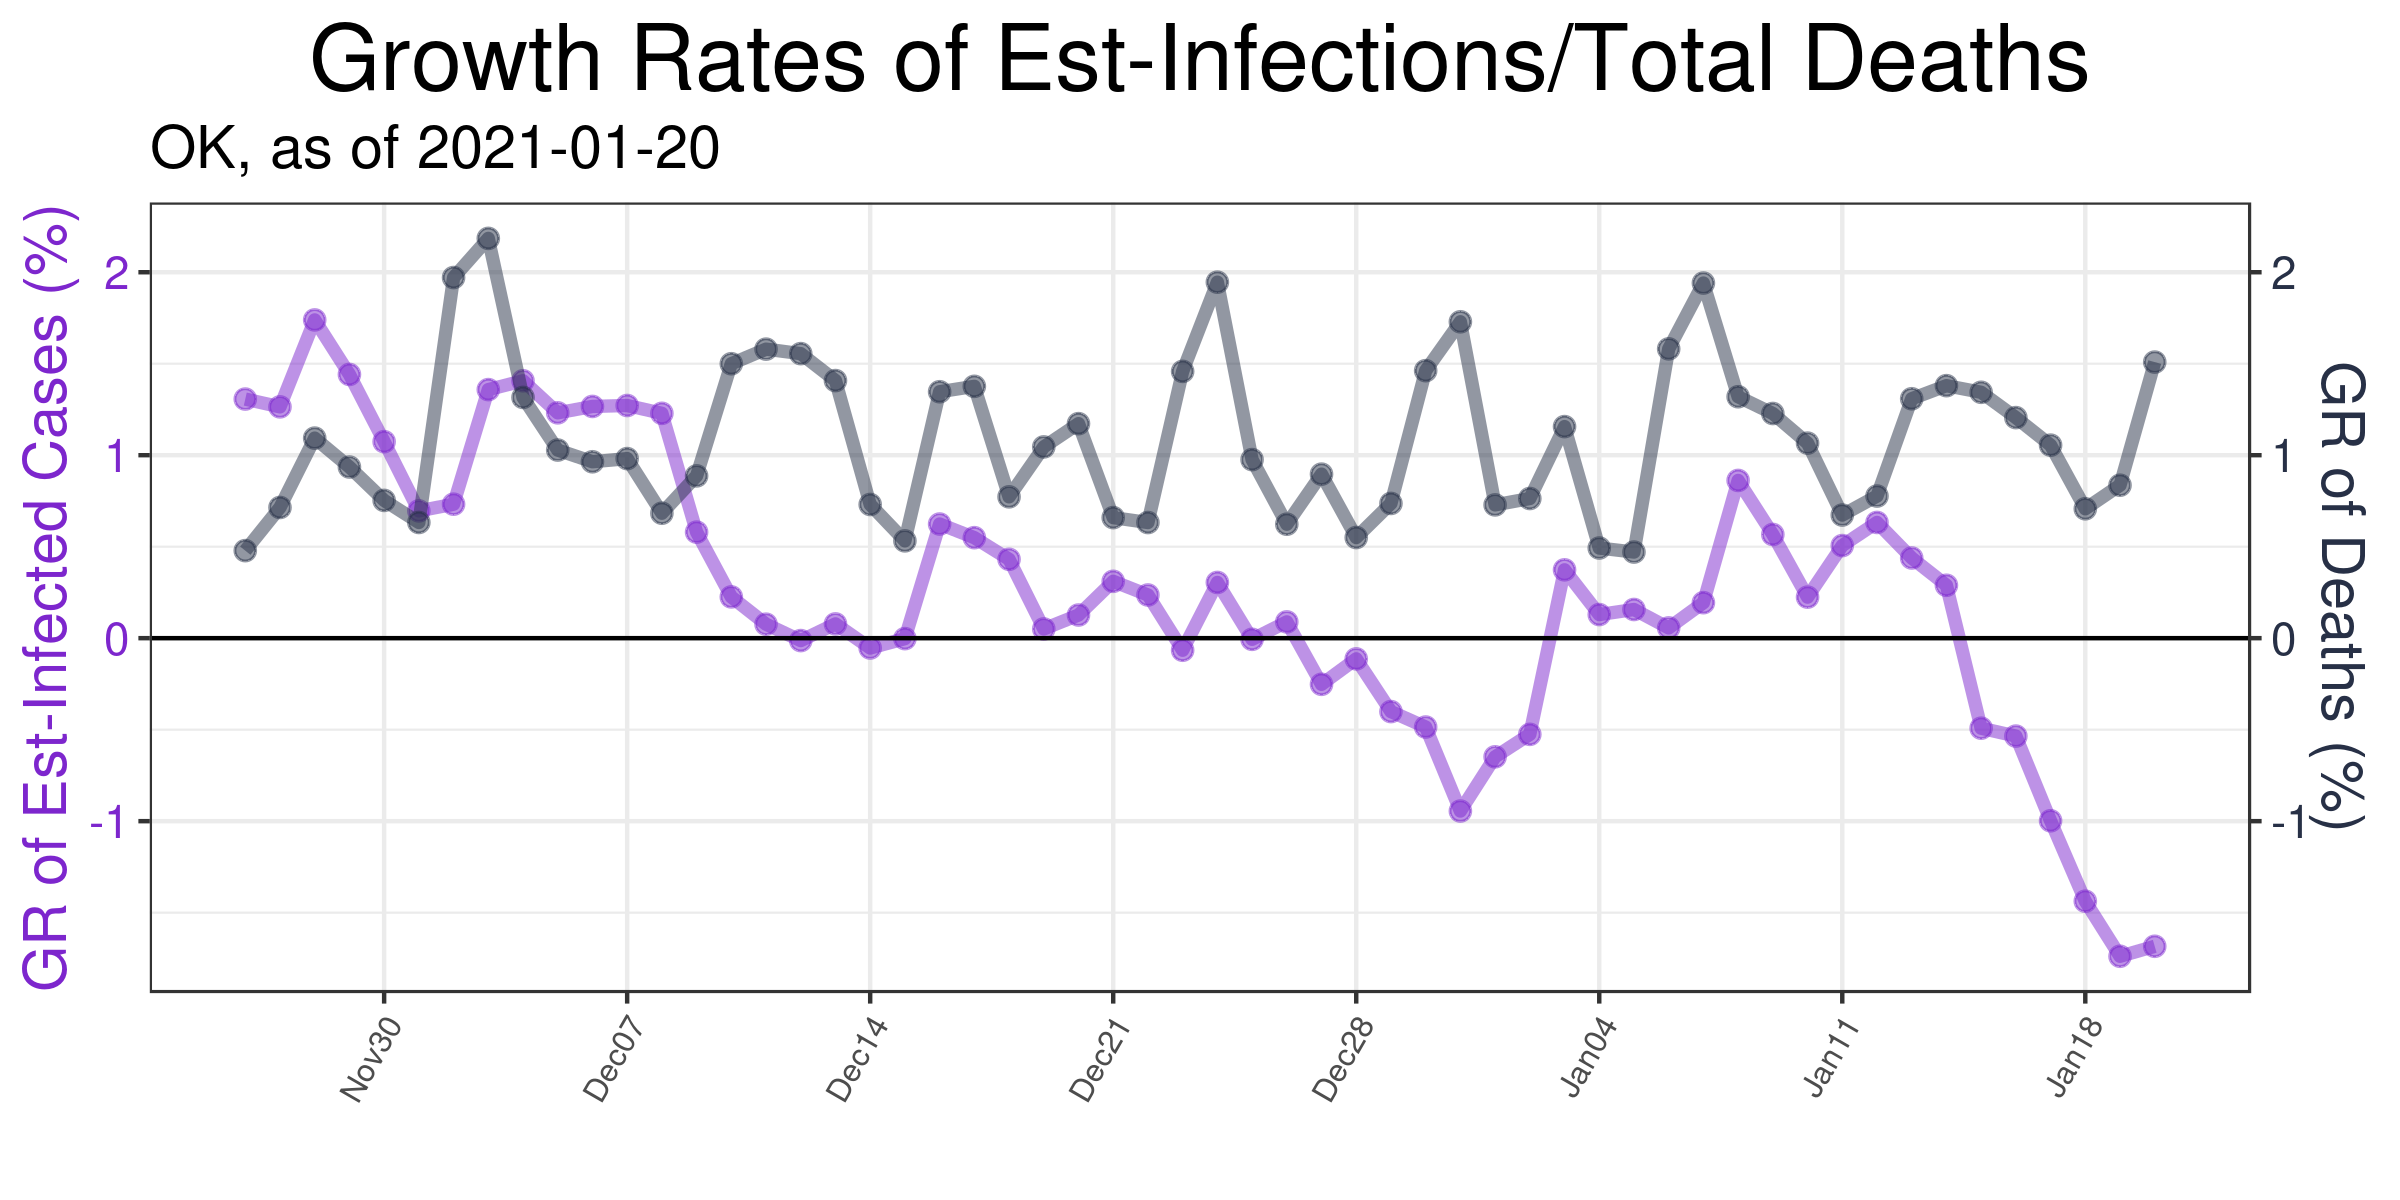 Growth Rates of Est-Infections/Total Deaths
OK, as of 2021-01-20
GR of Est-Infected Cases (%)
2
1
0
-1
2
1
0
-1
GR of Deaths (%)
Nov30
Dec07
Dec14
Dec21
Dec28
Jan04
Jan11
Jan18